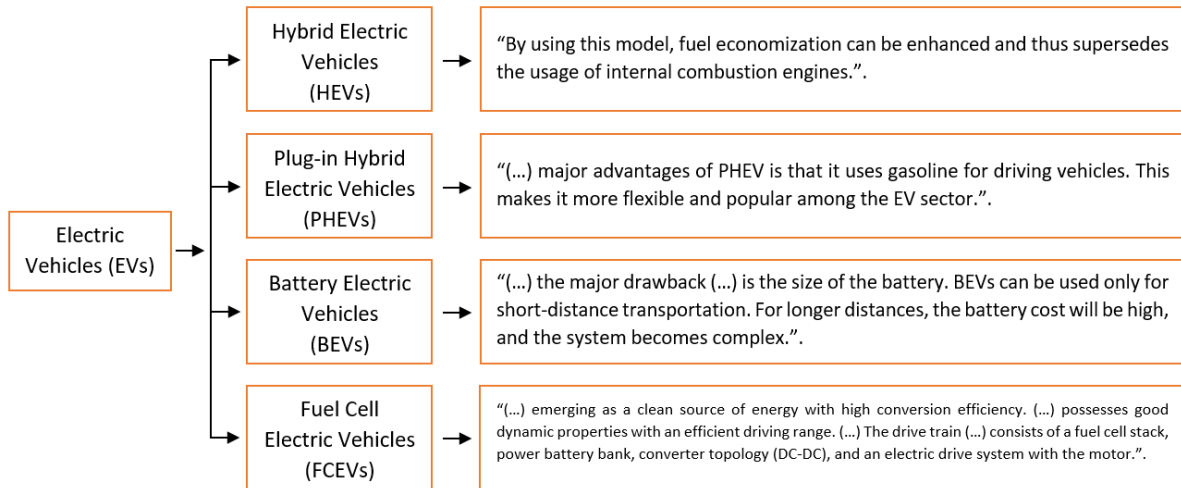 Hybrid Electric
Vehicles
(HEVs)
“By using this model, fuel economization can be enhanced and thus supersedes
the usage of internal combustion engines.”.
Plug-in Hybrid
Electric Vehicles
(PHEVs)
“(…) major advantages of PHEV is that it uses gasoline for driving vehicles. This
makes it more flexible and popular among the EV sector.”.
Electric
Vehicles (EVs)
Battery Electric
Vehicles
(BEVs)
“(…) the major drawback (…) is the size of the battery. BEVs can be used only for
short-distance transportation. For longer distances, the battery cost will be high,
and the system becomes complex.”.
Fuel Cell
Electric Vehicles
(FCEVs)
“(…) emerging as a clean source of energy with high conversion efficiency. (…) possesses good
dynamic properties with an efficient driving range. (…) The drive train (…) consists of a fuel cell stack,
power battery bank, converter topology (DC-DC), and an electric drive system with the motor.”.